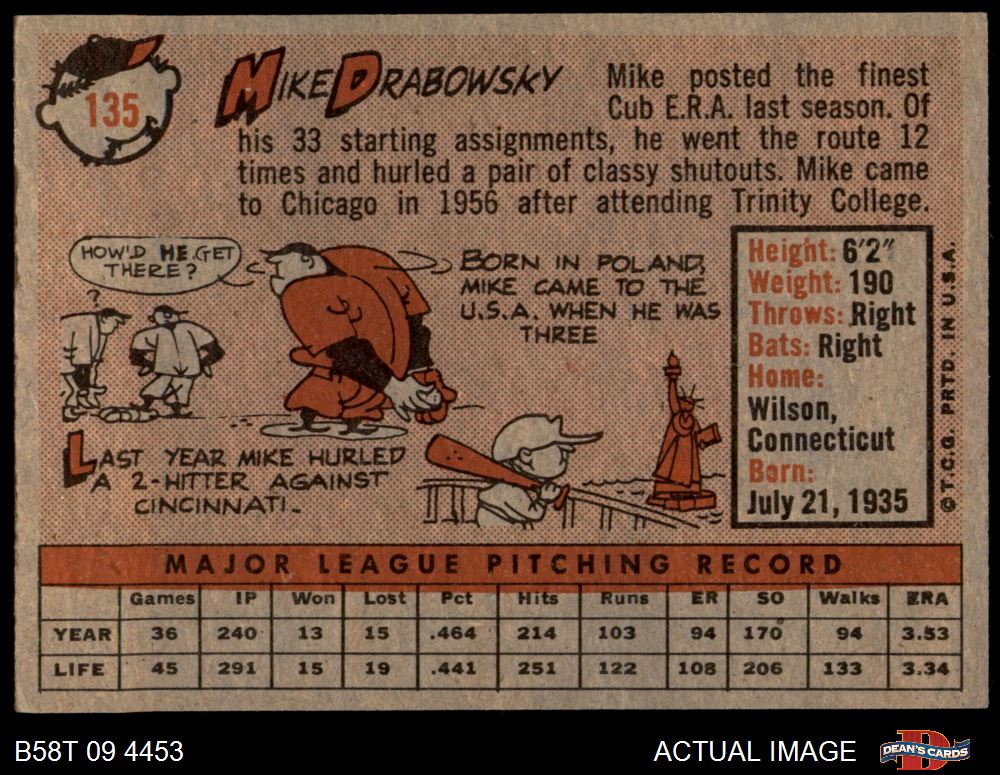 135
MIKE DRABOWSKY
Mike posted the finest
Cub E.R.A. last season. Of
his 33 starting assignments, he went the route 12
times and hurled a pair of classy shutouts. Mike came
to Chicago in 1956 after attending Trinity College.
HOW'D HE GET
THERE?
?
BORN IN POLAND,
MIKE CAME TO THE
U.S.A. WHEN HE WAS
THREE
LAST YEAR MIKE HURLED
A 2-HITTER AGAINST
CINCINNATI.
Height: 6'2"
Weight: 190
Throws: Right
Bats: Right
Home:
Wilson,
Connecticut
Born:
July 21, 1935
© T.C.G. PRTD. IN U.S.A.
MAJOR LEAGUE PITCHING RECORD
Games IP Won Lost Pct Hits Runs ER SO Walks ERA
YEAR 36 240 13 15 .464 214 103 94 170 94 3.53
LIFE 45 291 15 19 .441 251 122 108 206 133 3.34
B58T 09 4453
ACTUAL IMAGE
DEAN'S CARDS